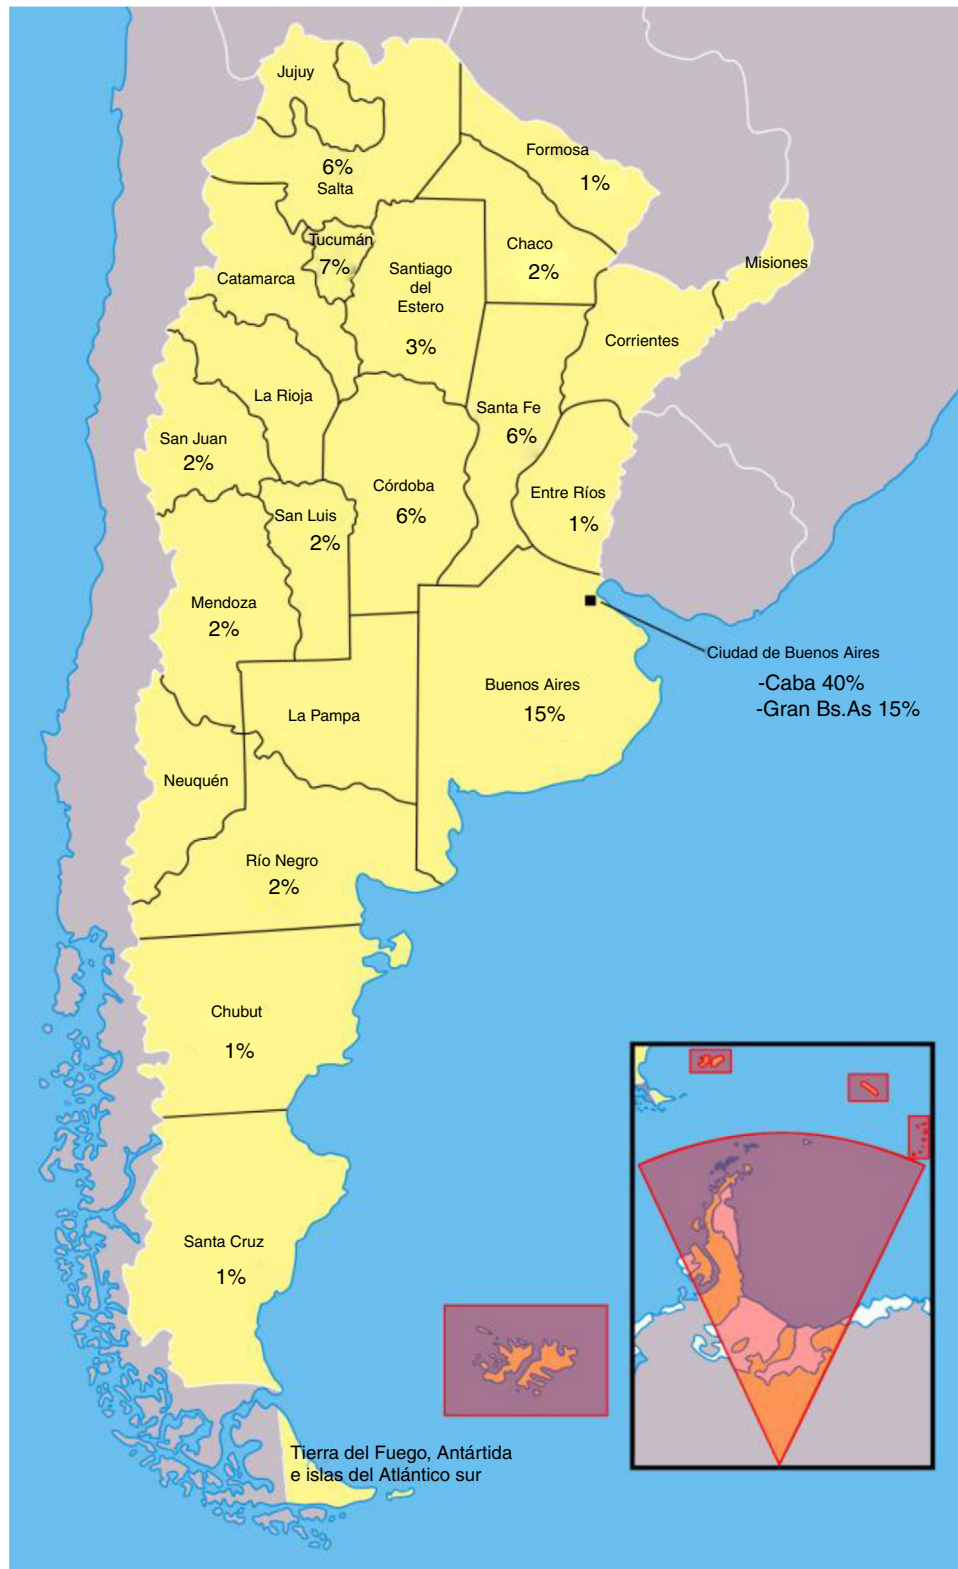 Jujuy
6%
Salta
Formosa
1%
Tucumán
7%
Catamarca
Santiago
del
Estero
3%
Chaco
2%
Misiones
Corrientes
La Rioja
San Juan
2%
Santa Fe
6%
Córdoba
6%
Entre Ríos
1%
San Luis
2%
Mendoza
2%
Ciudad de Buenos Aires
-Caba 40%
-Gran Bs.As 15%
Buenos Aires
15%
La Pampa
Neuquén
Río Negro
2%
Chubut
1%
Santa Cruz
1%
Tierra del Fuego, Antártida
e islas del Atlántico sur